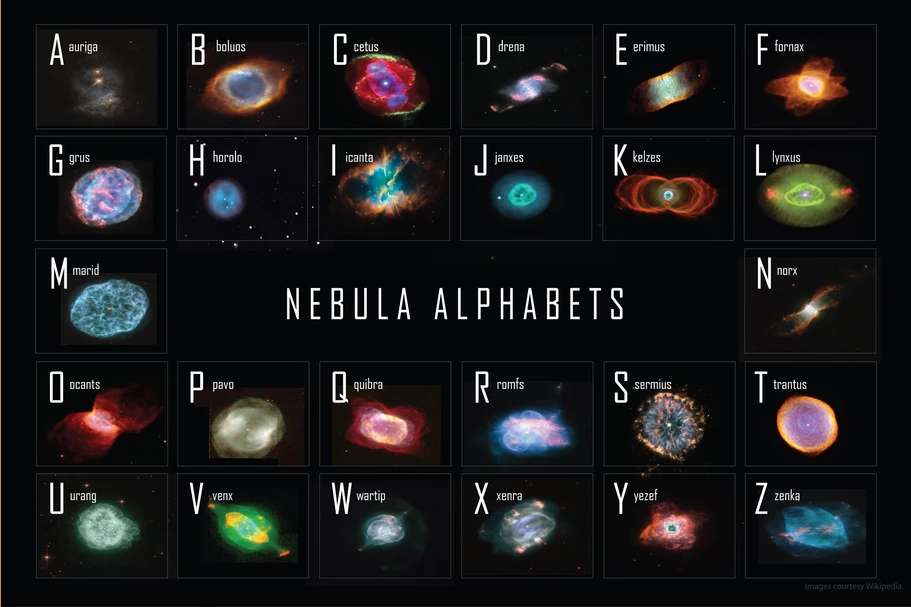 A auriga
B boluos
C cetus
D drena
E erimus
F fornax
G grus
H horolo
I icanta
J janxes
K kelzes
L lynxus
M marid
NEBULA ALPHABETS
N norx
O ocants
P pavo
Q quibra
R romfs
S .sermius
T trantus
U urang
V venx
W wartip
X xenra
Y yezef
Z zenka
Images courtesy Wikipedia.